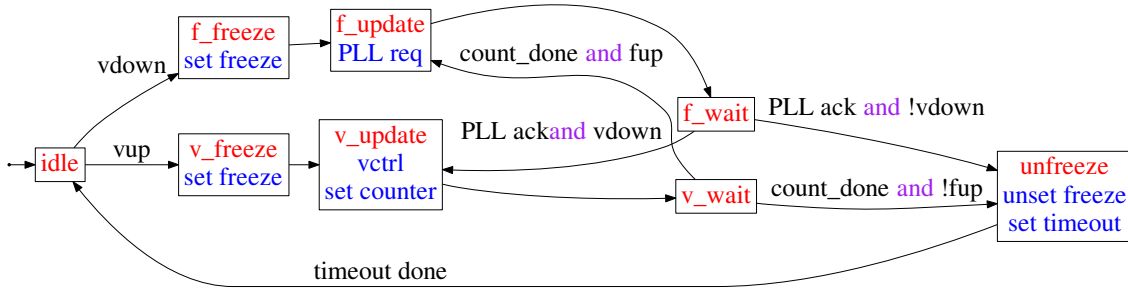 f_freeze
set freeze
f_update
PLL req
vdown
count_done and fup
f_wait
PLL ack and !vdown
idle
vup
v_freeze
set freeze
v_update
vctrl
set counter
PLL ackand vdown
v_wait
count_done and !fup
unfreeze
unset freeze
set timeout
timeout done